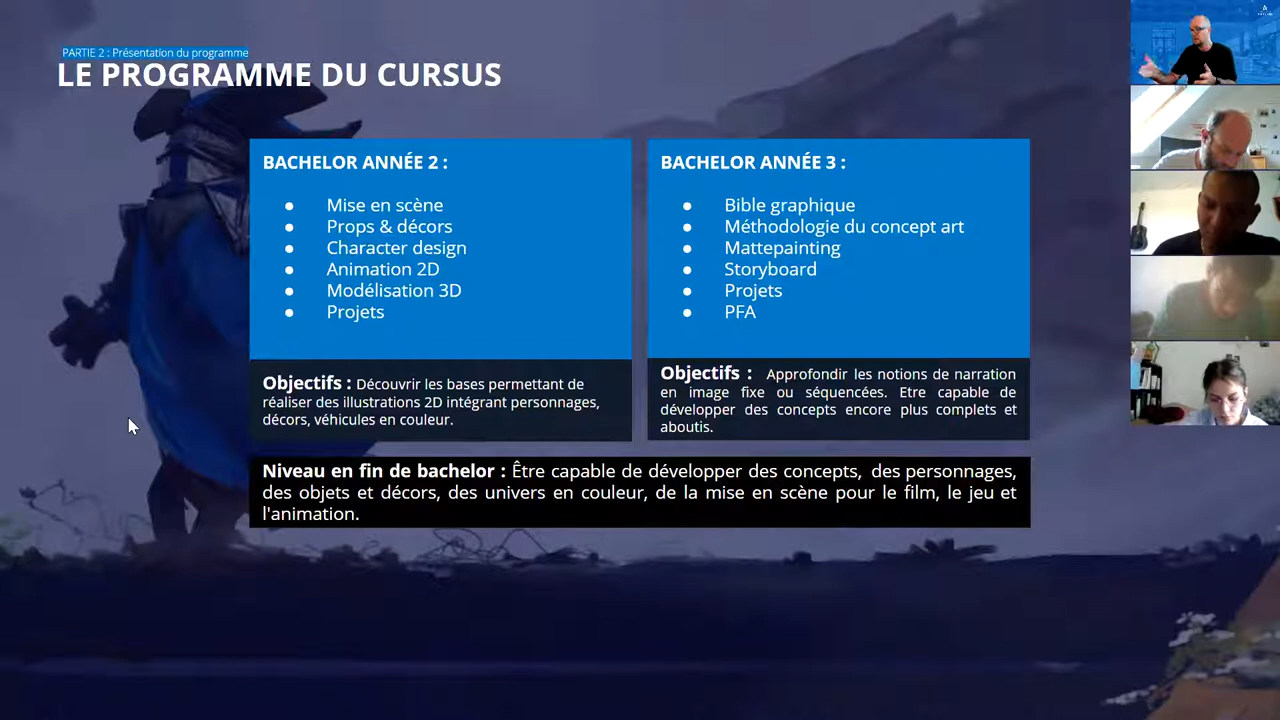 PARTIE 2 : Présentation du programme
LE PROGRAMME DU CURSUS
BACHELOR ANNÉE 2 :
● Mise en scène
● Props & décors
● Character design
● Animation 2D
● Modélisation 3D
● Projets
Objectifs : Découvrir les bases permettant de
réaliser des illustrations 2D intégrant personnages,
décors, véhicules en couleur.
BACHELOR ANNÉE 3 :
● Bible graphique
● Méthodologie du concept art
● Mattepainting
● Storyboard
● Projets
● PFA
Objectifs : Approfondir les notions de narration
en image fixe ou séquencées. Etre capable de
développer des concepts encore plus complets et
aboutis.
Niveau en fin de bachelor : Être capable de développer des concepts, des personnages,
des objets et décors, des univers en couleur, de la mise en scène pour le film, le jeu et
l'animation.